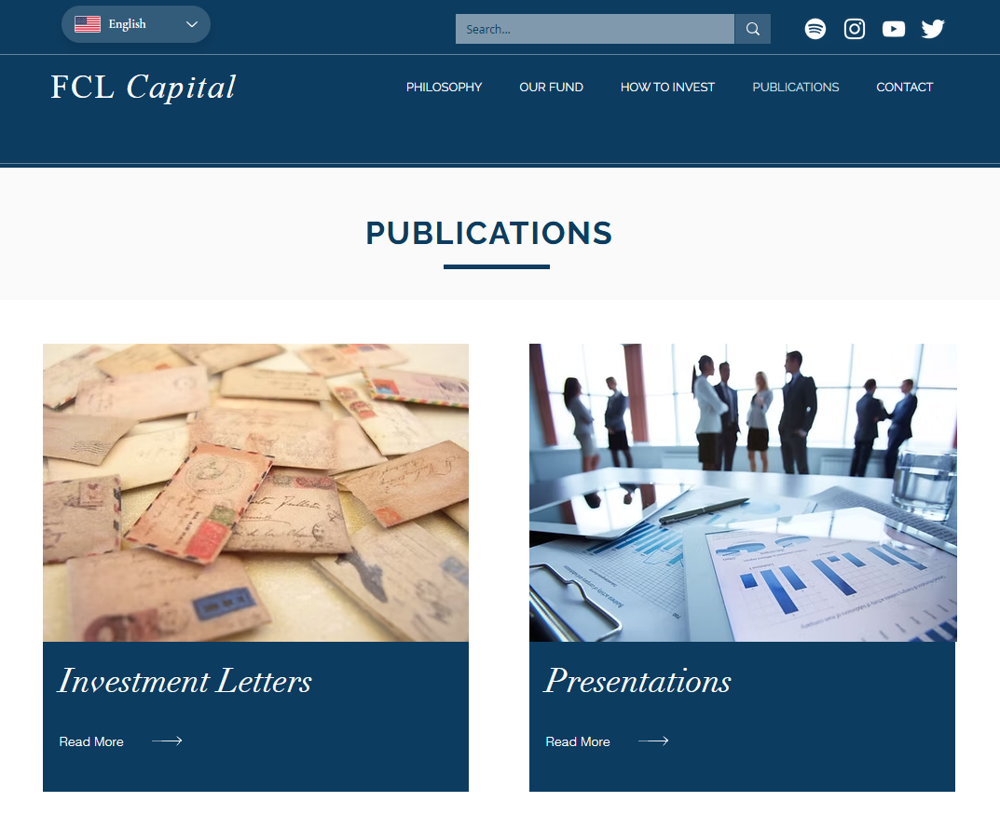 English
Search...
FCL Capital
PHILOSOPHY
OUR FUND
HOW TO INVEST
PUBLICATIONS
CONTACT
PUBLICATIONS
Investment Letters
Read More
Presentations
Read More